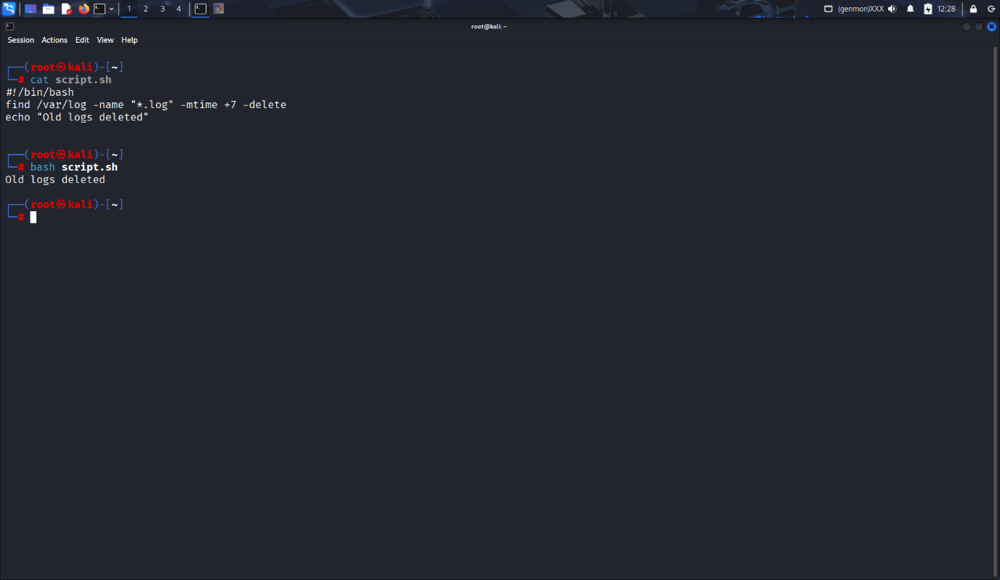 1 2 3 4 (genmon)XXX 12:28
root@kali: ~
Session Actions Edit View Help
┌──(root㉿kali)-[~]
└─# cat script.sh
#!/bin/bash
find /var/log -name "*.log" -mtime +7 -delete
echo "Old logs deleted"
┌──(root㉿kali)-[~]
└─# bash script.sh
Old logs deleted
┌──(root㉿kali)-[~]
└─#